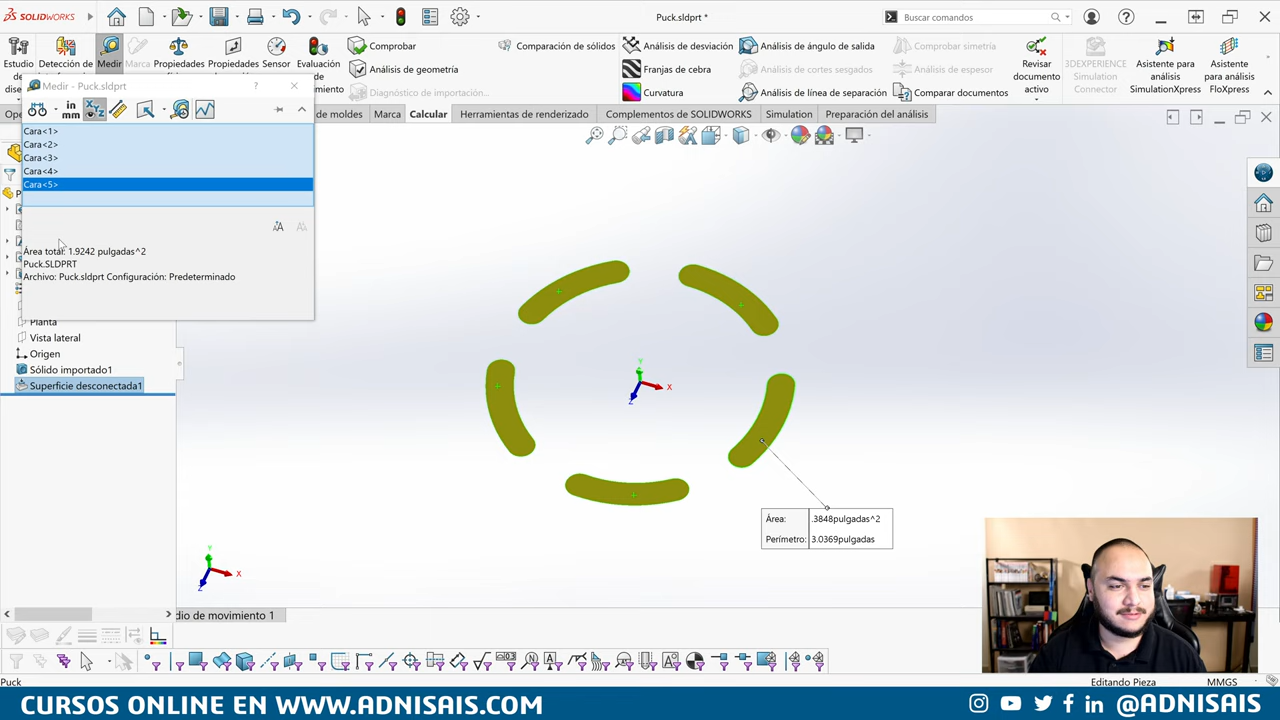 SOLIDWORKS
Puck.sldprt *
Buscar comandos
Estudio
Detección de
Medir
Marca
Propiedades
Propiedades
Sensor
Evaluación
Comprobar
Análisis de geometría
Diagnóstico de importación...
Comparación de sólidos
Análisis de desviación
Franjas de cebra
Curvatura
Análisis de ángulo de salida
Análisis de cortes sesgados
Análisis de línea de separación
Comprobar simetría
Análisis de espesor
Comparar documentos
Revisar
documento
activo
3DEXPERIENCE
Simulation
Connector
Asistente para
análisis
SimulationXpress
Asistente para
análisis
FloXpress
de moldes
Marca
Calcular
Herramientas de renderizado
Complementos de SOLIDWORKS
Simulation
Preparación del análisis
Medir - Puck.sldprt
in
mm
Cara<1>
Cara<2>
Cara<3>
Cara<4>
Cara<5>
Área total: 1.9242 pulgadas^2
Puck.SLDPRT
Archivo: Puck.sldprt Configuración: Predeterminado
Planta
Vista lateral
Origen
Sólido importado1
Superficie desconectada1
Y
X
Z
Área: .3848pulgadas^2
Perímetro: 3.0369pulgadas
Y
X
Z
dio de movimiento 1
Puck
Editando Pieza
MMGS
CURSOS ONLINE EN WWW.ADNISAIS.COM
@ADNISAIS